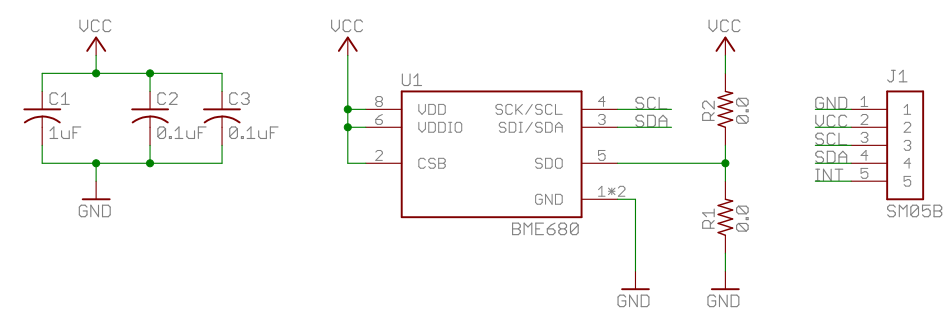 VCC
C1
1uF
C2
0.1uF
C3
0.1uF
GND
VCC
U1
8
VDD
6
VDDIO
2
CSB
SCK/SCL
4
SCL
SDI/SDA
3
SDA
SDO
5
GND
1*2
BME680
GND
VCC
R2
0.0
R1
0.0
GND
J1
GND 1 1
VCC 2 2
SCL 3 3
SDA 4 4
INT 5 5
SM05B